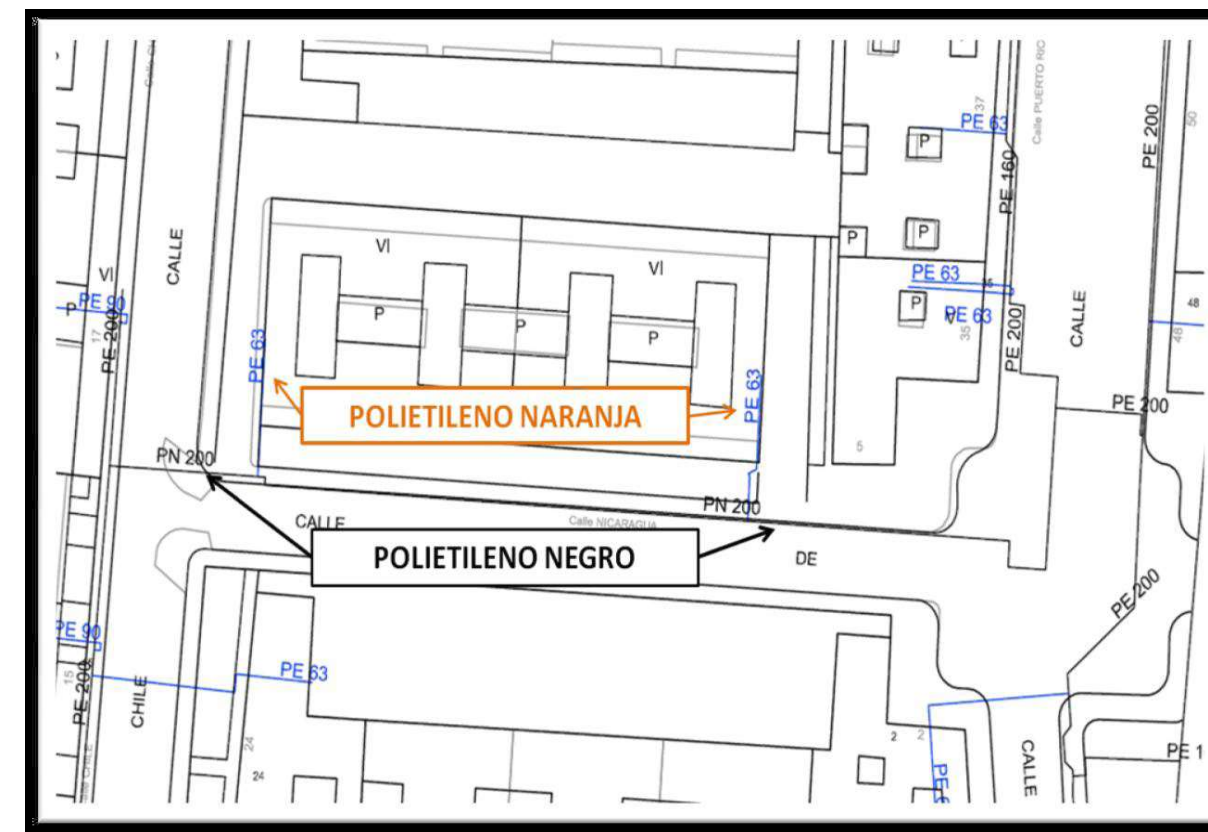 37
PE 63
Calle PUERTO RIC
PE 200
50
PE 160
P
P
P
CALLE
VI
VI
VI
PE 63
P
PE 90
17
PE 200
P
P
P
P
PE 63
35
PE 200
CALLE
48
48
PE 63
PE 63
POLIETILENO NARANJA
PE 200
5
PN 200
PN 200
CALLE
Calle NICARAGUA
POLIETILENO NEGRO
DE
PE 200
PE 90
15
PE 200
PE 63
CHILE
24
24
2
2
CALLE
PE 1